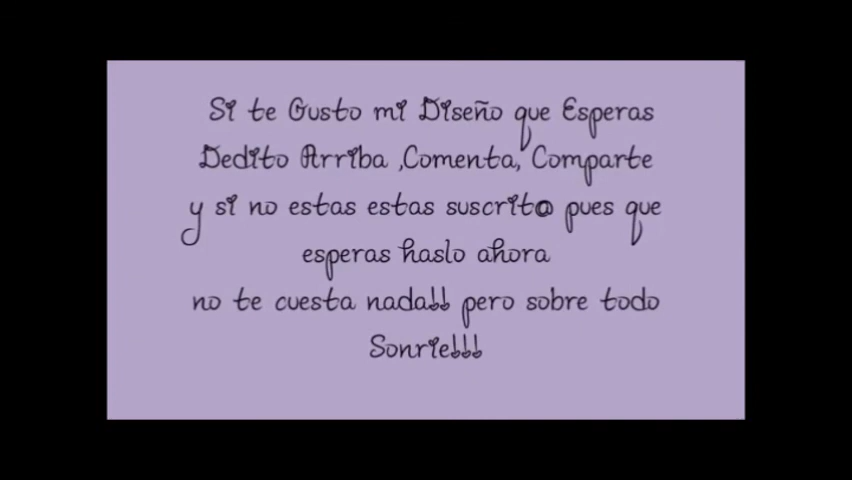 Si te Gusto mi Diseño que Esperas
Dedito Arriba ,Comenta, Comparte
y si no estas estas suscrit@ pues que
esperas haslo ahora
no te cuesta nada!! pero sobre todo
Sonrie!!!